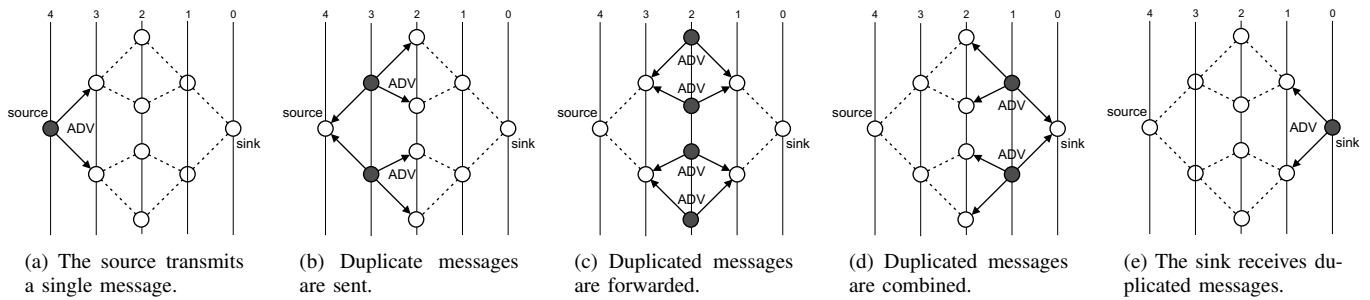 4 3 2 1 0
source
ADV
sink
(a) The source transmits
a single message.
4 3 2 1 0
source
ADV
ADV
sink
(b) Duplicate messages
are sent.
4 3 2 1 0
ADV
ADV
source
sink
ADV
ADV
(c) Duplicated messages
are forwarded.
4 3 2 1 0
ADV
source
sink
ADV
(d) Duplicated messages
are combined.
4 3 2 1 0
source
ADV
sink
(e) The sink receives du-
plicated messages.